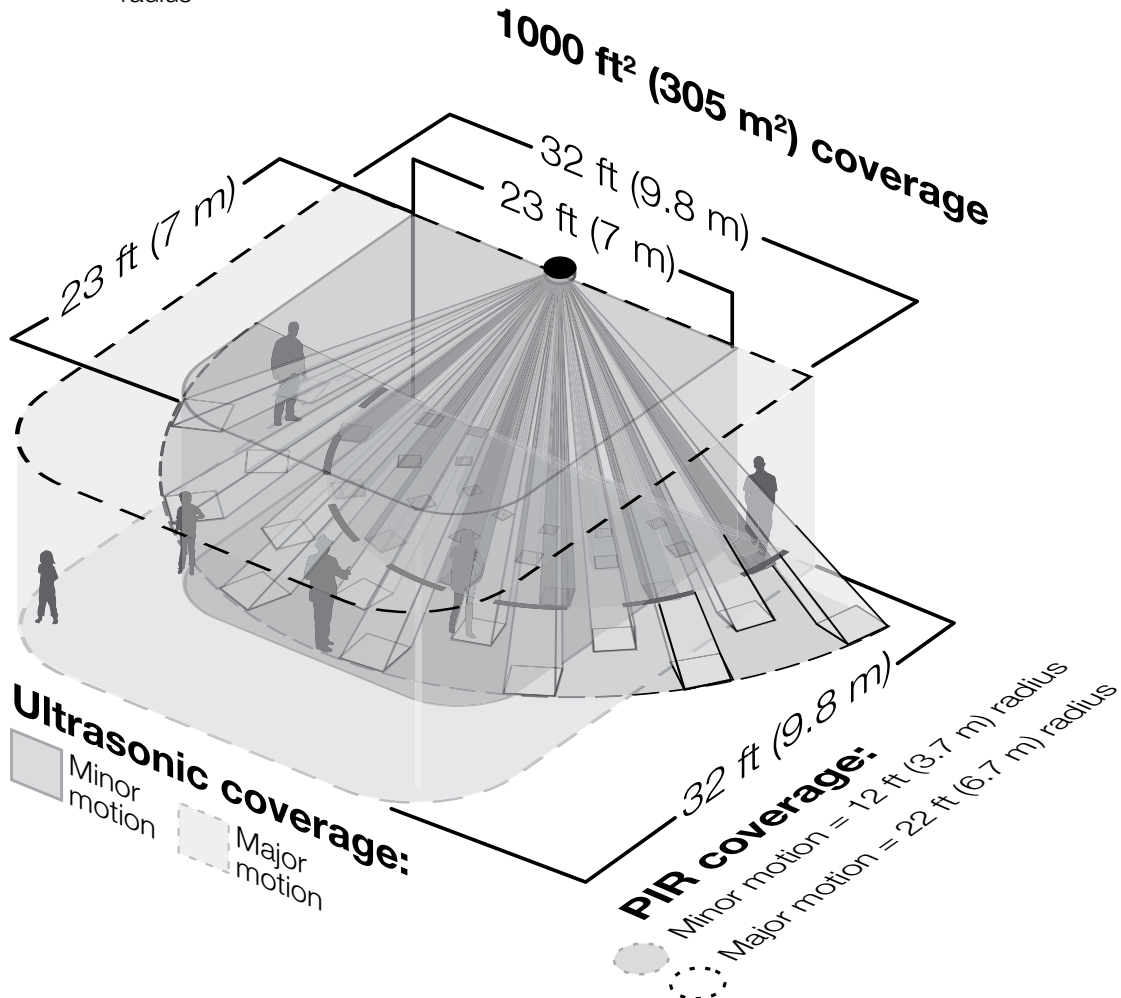 radius
1000 ft² (305 m²) coverage
32 ft (9.8 m)
23 ft (7 m)
23 ft (7 m)
32 ft (9.8 m)
Ultrasonic coverage:
Minor
motion
Major
motion
PIR coverage:
Minor motion = 12 ft (3.7 m) radius
Major motion = 22 ft (6.7 m) radius